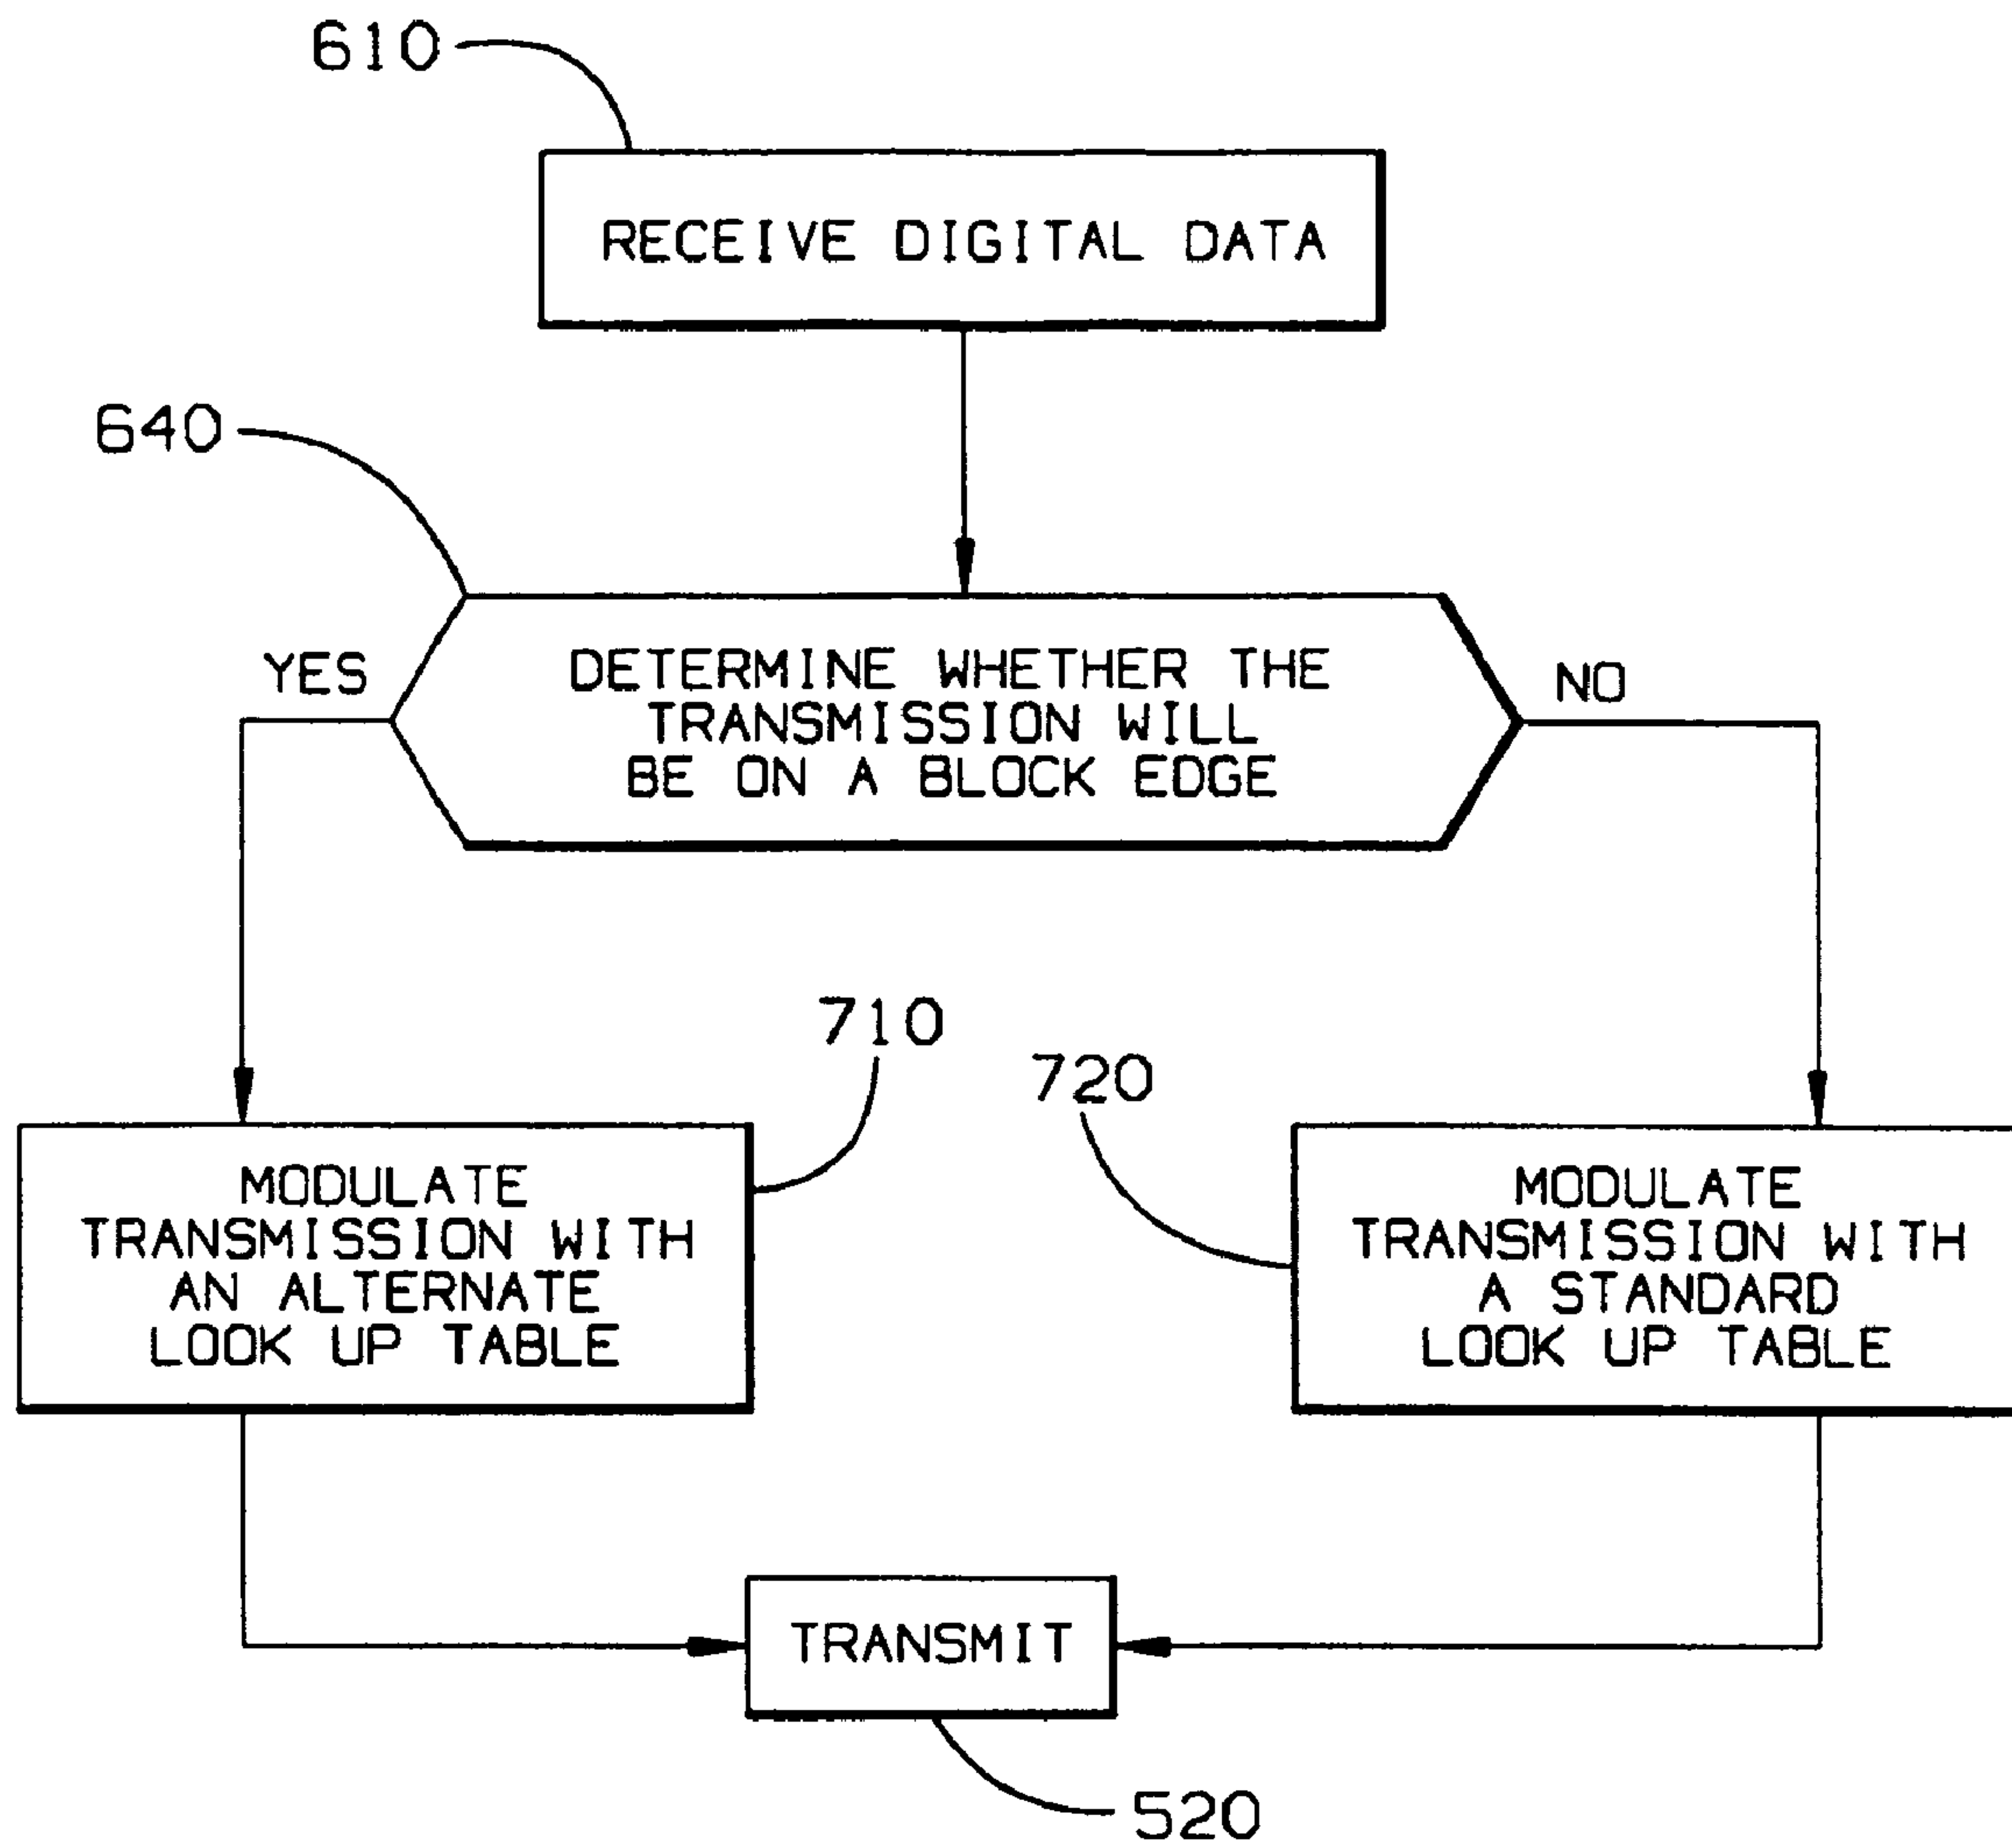 610
RECEIVE DIGITAL DATA
640
YES
DETERMINE WHETHER THE
TRANSMISSION WILL
BE ON A BLOCK EDGE
NO
710
720
MODULATE
TRANSMISSION WITH
AN ALTERNATE
LOOK UP TABLE
MODULATE
TRANSMISSION WITH
A STANDARD
LOOK UP TABLE
TRANSMIT
520